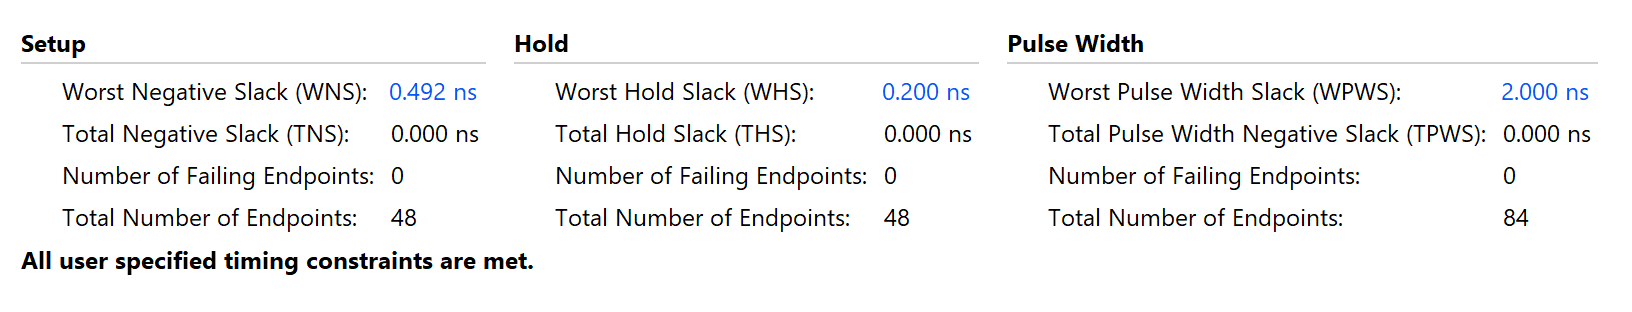 Setup Hold Pulse Width
Worst Negative Slack (WNS): 0.492 ns Worst Hold Slack (WHS): 0.200 ns Worst Pulse Width Slack (WPWS): 2.000 ns
Total Negative Slack (TNS): 0.000 ns Total Hold Slack (THS): 0.000 ns Total Pulse Width Negative Slack (TPWS): 0.000 ns
Number of Failing Endpoints: 0 Number of Failing Endpoints: 0 Number of Failing Endpoints: 0
Total Number of Endpoints: 48 Total Number of Endpoints: 48 Total Number of Endpoints: 84
All user specified timing constraints are met.